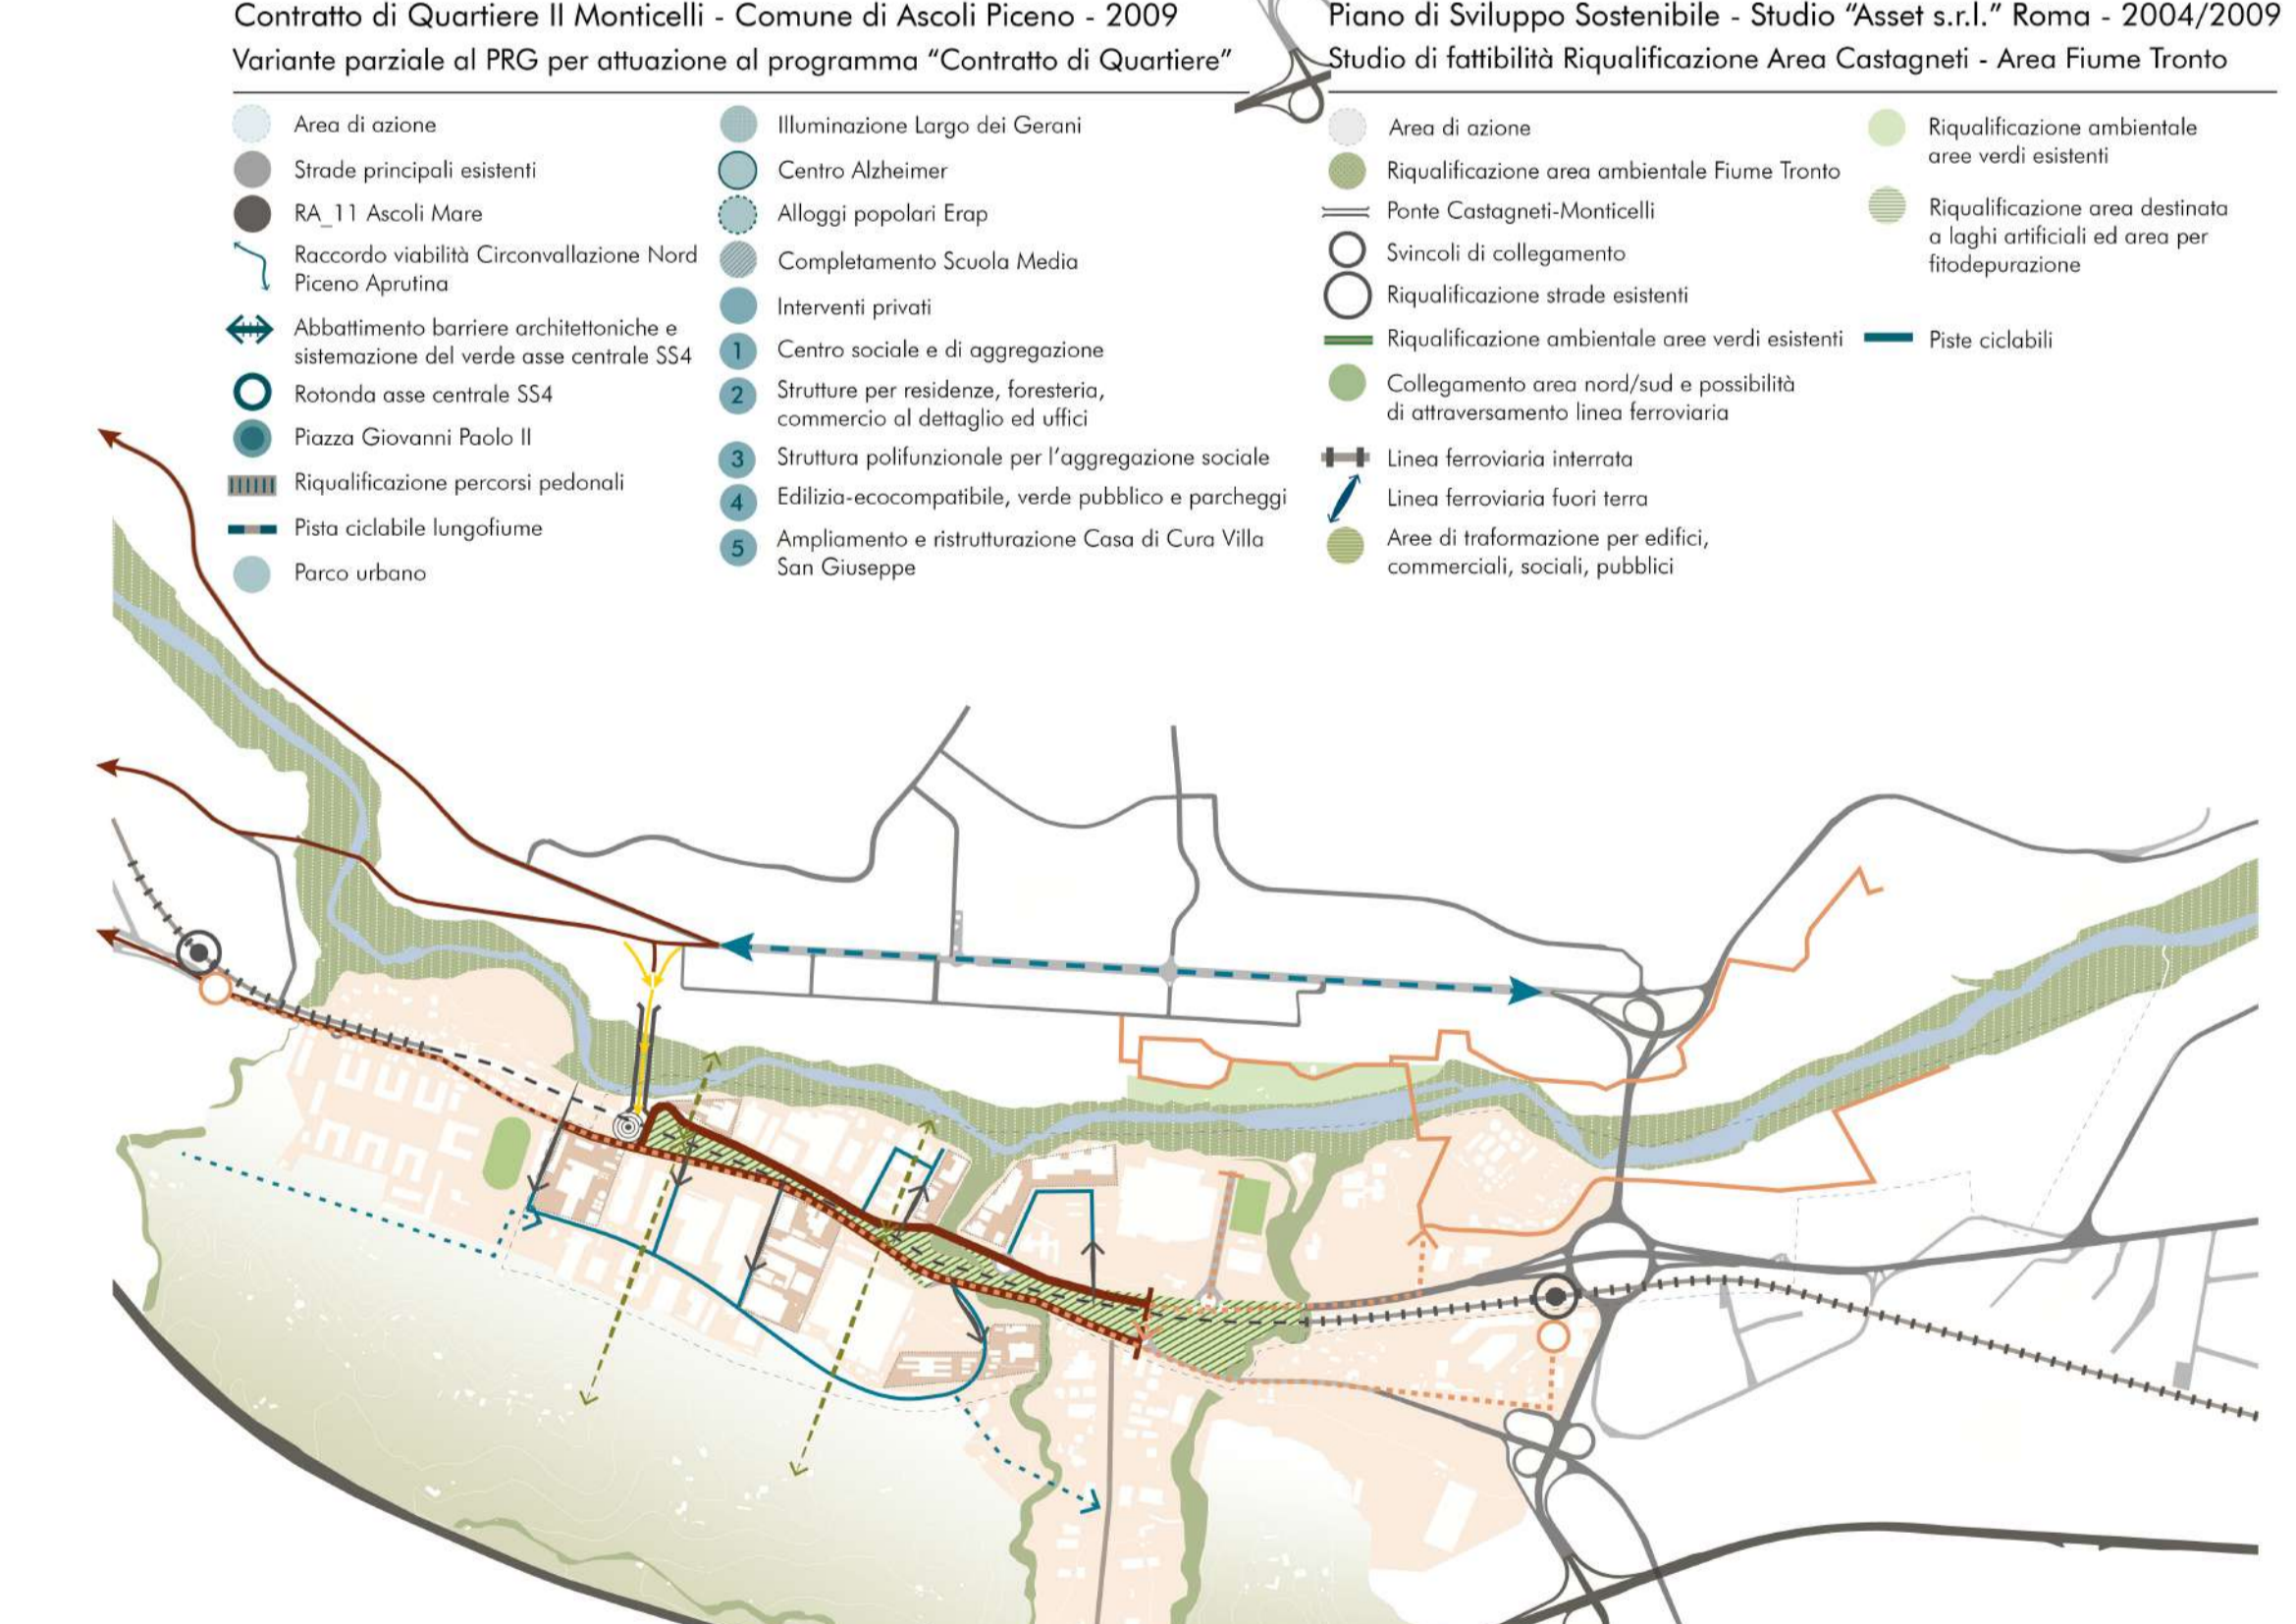 Contratto di Quartiere II Monticelli - Comune di Ascoli Piceno - 2009
Variante parziale al PRG per attuazione al programma “Contratto di Quartiere”
Area di azione
Strade principali esistenti
RA_11 Ascoli Mare
Raccordo viabilità Circonvallazione Nord
Piceno Aprutina
Abbattimento barriere architettoniche e
sistemazione del verde asse centrale SS4
Rotonda asse centrale SS4
Piazza Giovanni Paolo II
Riqualificazione percorsi pedonali
Pista ciclabile lungofiume
Parco urbano
Illuminazione Largo dei Gerani
Centro Alzheimer
Alloggi popolari Erap
Completamento Scuola Media
Interventi privati
1 Centro sociale e di aggregazione
2 Strutture per residenze, foresteria,
commercio al dettaglio ed uffici
3 Struttura polifunzionale per l’aggregazione sociale
4 Edilizia-ecocompatibile, verde pubblico e parcheggi
5 Ampliamento e ristrutturazione Casa di Cura Villa
San Giuseppe
Piano di Sviluppo Sostenibile - Studio “Asset s.r.l.” Roma - 2004/2009
Studio di fattibilità Riqualificazione Area Castagneti - Area Fiume Tronto
Area di azione
Riqualificazione area ambientale Fiume Tronto
Ponte Castagneti-Monticelli
Svincoli di collegamento
Riqualificazione strade esistenti
Riqualificazione ambientale aree verdi esistenti
Collegamento area nord/sud e possibilità
di attraversamento linea ferroviaria
Linea ferroviaria interrata
Linea ferroviaria fuori terra
Aree di traformazione per edifici,
commerciali, sociali, pubblici
Riqualificazione ambientale
aree verdi esistenti
Riqualificazione area destinata
a laghi artificiali ed area per
fitodepurazione
Piste ciclabili